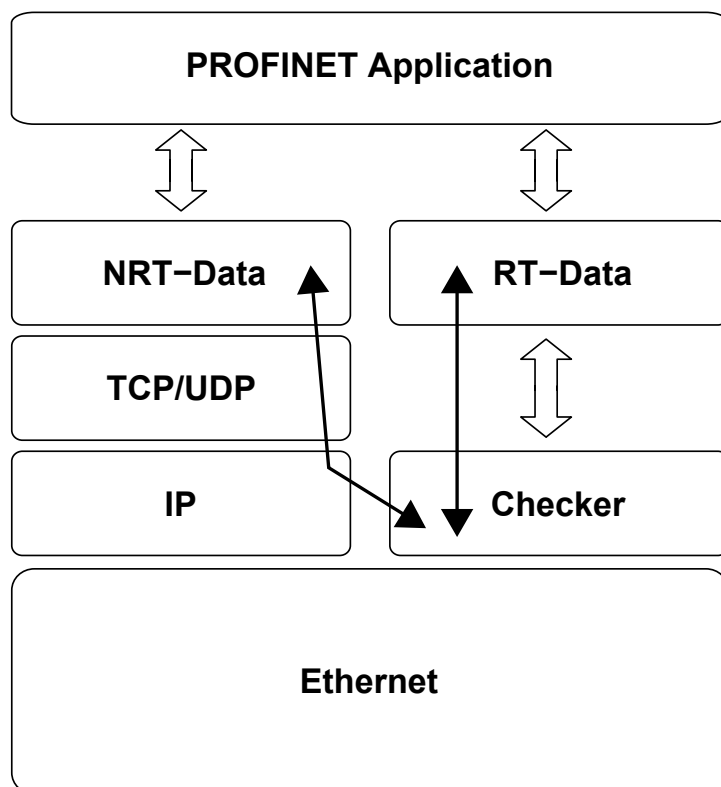 PROFINET Application
NRT−Data
RT−Data
TCP/UDP
IP
Checker
Ethernet